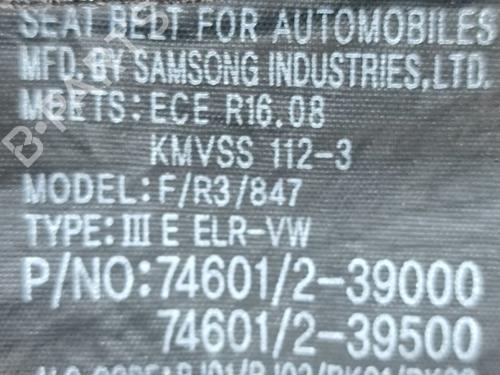 SEAT BELT FOR AUTOMOBILES
MFD.BY SAMSONG INDUSTRIES,LTD.
MEETS:ECE R16.08
KMVSS 112-3
MODEL:F/R3/847
TYPE:III E ELR-VW
P/NO:74601/2-39000
74601/2-39500
B-PARTS